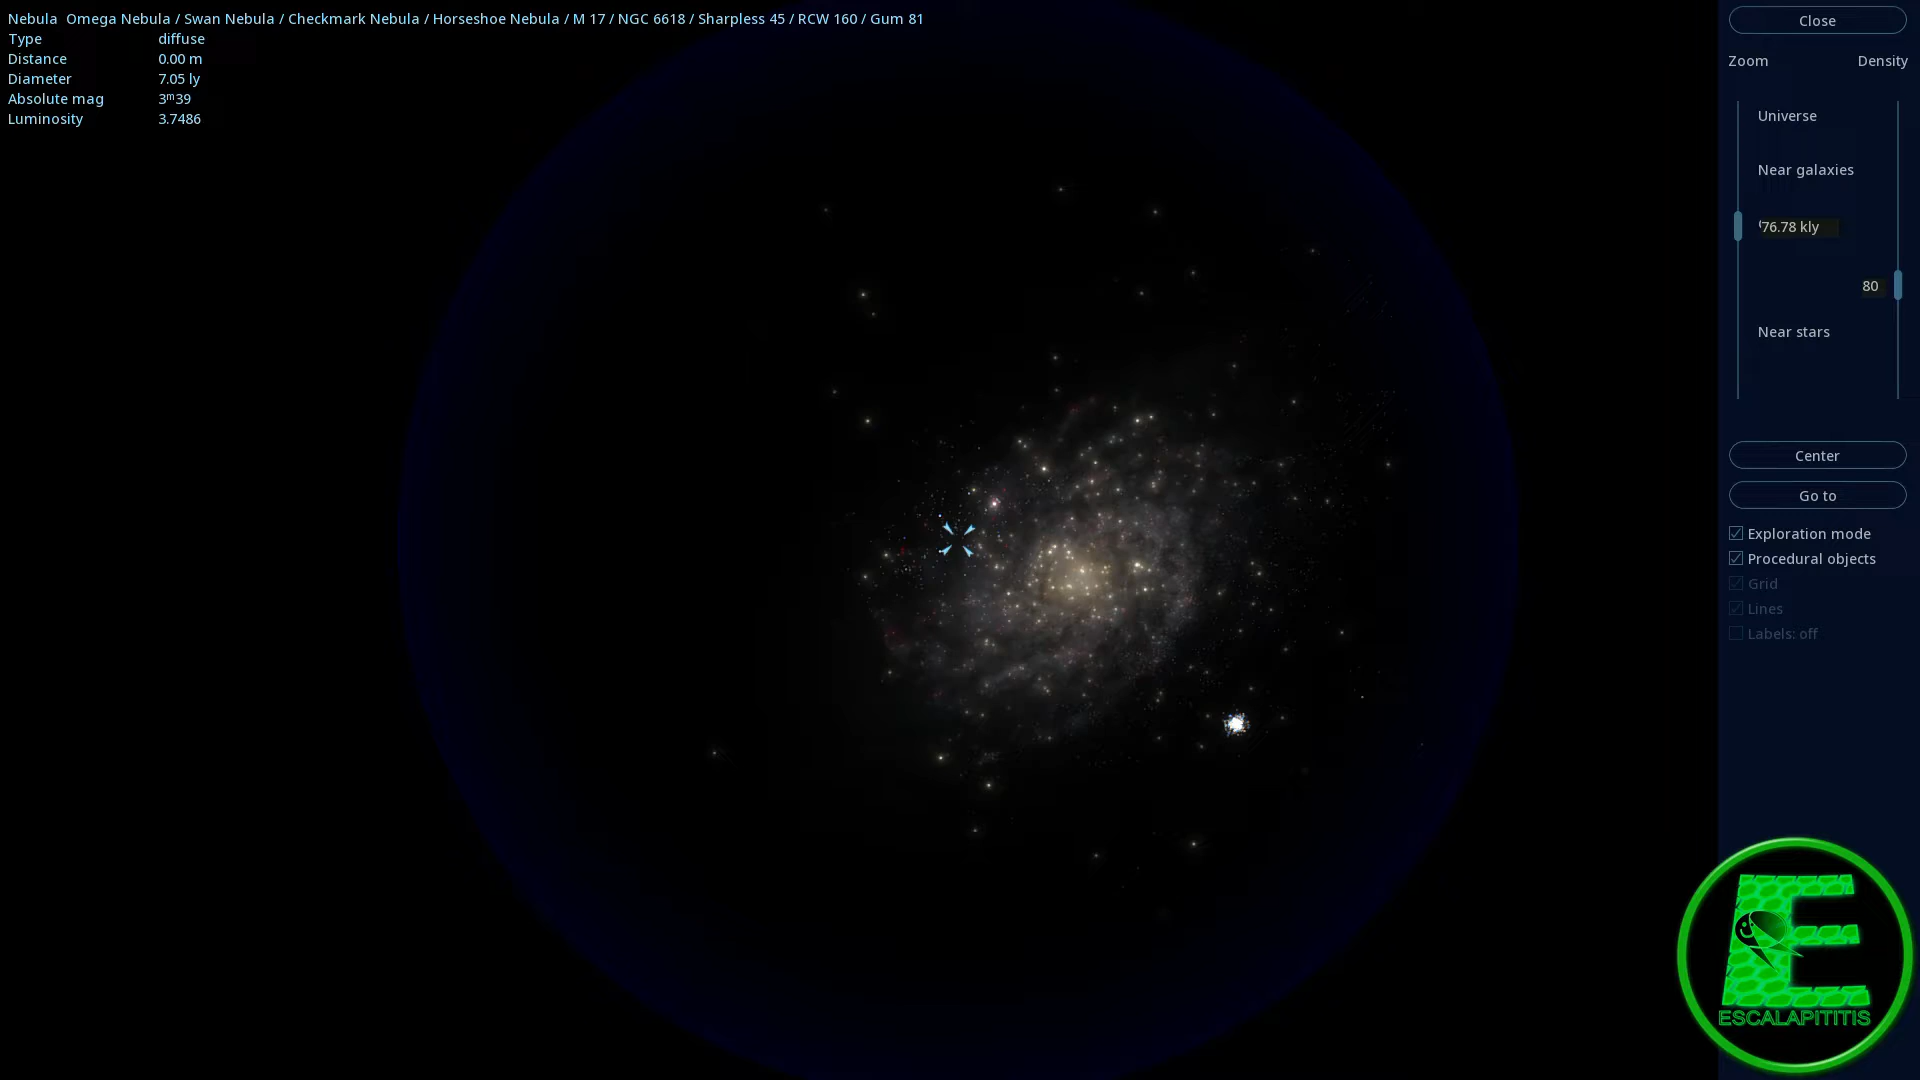 Nebula Omega Nebula / Swan Nebula / Checkmark Nebula / Horseshoe Nebula / M 17 / NGC 6618 / Sharpless 45 / RCW 160 / Gum 81
Type diffuse
Distance 0.00 m
Diameter 7.05 ly
Absolute mag 3ᵐ39
Luminosity 3.7486
Close
Zoom Density
Universe
Near galaxies
76.78 kly
80
Near stars
Center
Go to
Exploration mode
Procedural objects
Grid
Lines
Labels: off
E
ESCALAPITITIS